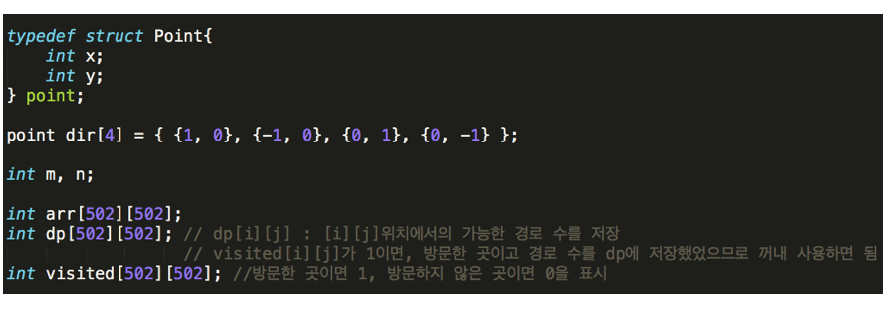 typedef struct Point{
    int x;
    int y;
} point;
point dir[4] = { {1, 0}, {-1, 0}, {0, 1}, {0, -1} };
int m, n;
int arr[502][502];
int dp[502][502]; // dp[i][j] : [i][j]위치에서의 가능한 경로 수를 저장
                  // visited[i][j]가 1이면, 방문한 곳이고 경로 수를 dp에 저장했었으므로 꺼내 사용하면 됨
int visited[502][502]; //방문한 곳이면 1, 방문하지 않은 곳이면 0을 표시